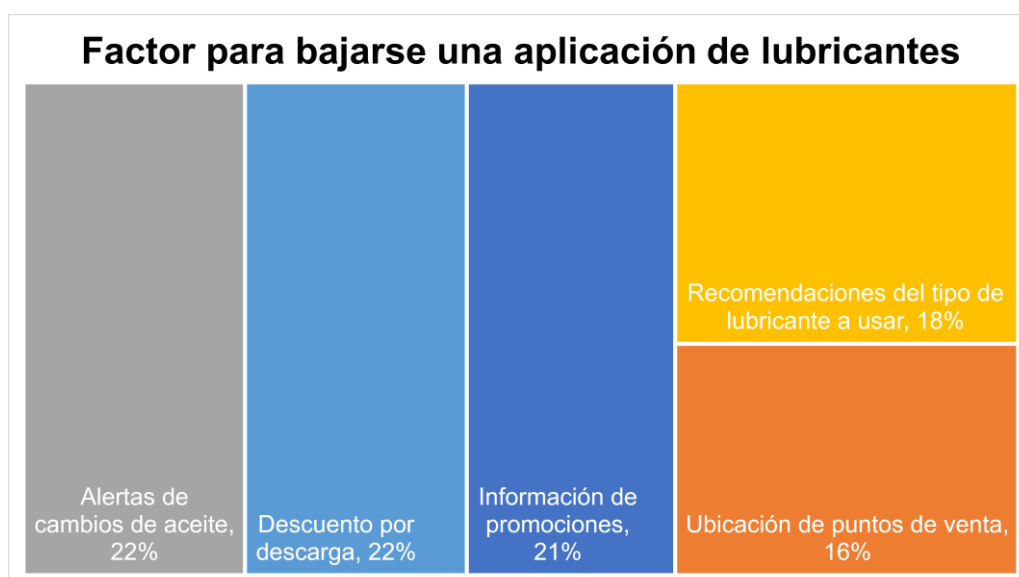 Factor para bajarse una aplicación de lubricantes
Alertas de
cambios de aceite,
22%
Descuento por
descarga, 22%
Información de
promociones,
21%
Recomendaciones del tipo de
lubricante a usar, 18%
Ubicación de puntos de venta,
16%